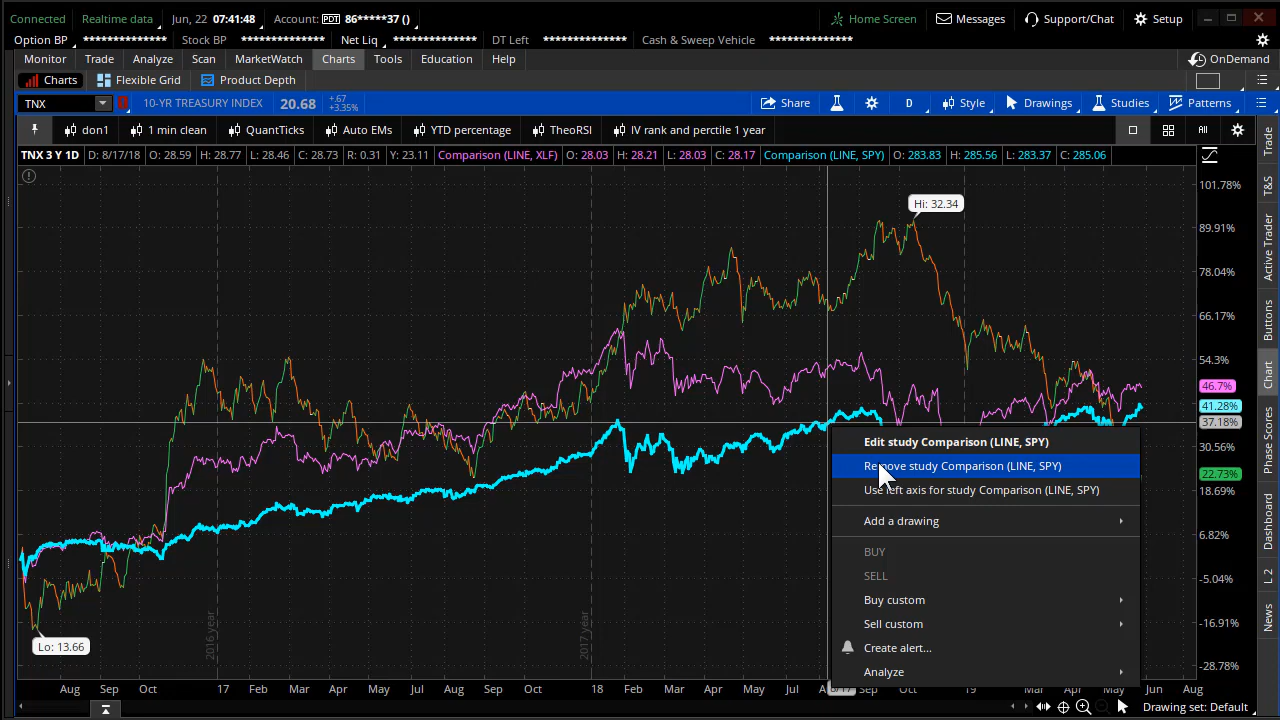 Connected Realtime data Jun, 22 07:41:48 Account: PDT 86*****37 () Home Screen Messages Support/Chat Setup
Option BP ************** Stock BP ************** Net Liq ************** DT Left ************** Cash & Sweep Vehicle **************
Monitor Trade Analyze Scan MarketWatch Charts Tools Education Help OnDemand
Charts Flexible Grid Product Depth
TNX 10-YR TREASURY INDEX 20.68 +.67 +3.35% Share D Style Drawings Studies Patterns
don1 1 min clean QuantTicks Auto EMs YTD percentage TheoRSI IV rank and perctile 1 year All
TNX 3 Y 1D D: 8/17/18 O: 28.59 H: 28.77 L: 28.46 C: 28.73 R: 0.31 Y: 23.11 Comparison (LINE, XLF) O: 28.03 H: 28.21 L: 28.03 C: 28.17 Comparison (LINE, SPY) O: 283.83 H: 285.56 L: 283.37 C: 285.06
101.78%
Hi: 32.34
89.91%
78.04%
66.17%
54.3%
46.7%
41.28%
37.18%
30.56%
22.73%
18.69%
6.82%
-5.04%
-16.91%
-28.78%
Edit study Comparison (LINE, SPY)
Remove study Comparison (LINE, SPY)
Use left axis for study Comparison (LINE, SPY)
Add a drawing
BUY
SELL
Buy custom
Sell custom
Create alert...
Analyze
2016 year
2017 year
Lo: 13.66
Aug Sep Oct 17 Feb Mar Apr May Jun Jul Aug Sep Oct 18 Feb Mar Apr May Jun Jul Sep Oct 19 Mar Apr May Jun Jul Aug
Drawing set: Default
Trade
T&S
Active Trader
Buttons
Chart
Phase Scores
Dashboard
L 2
News